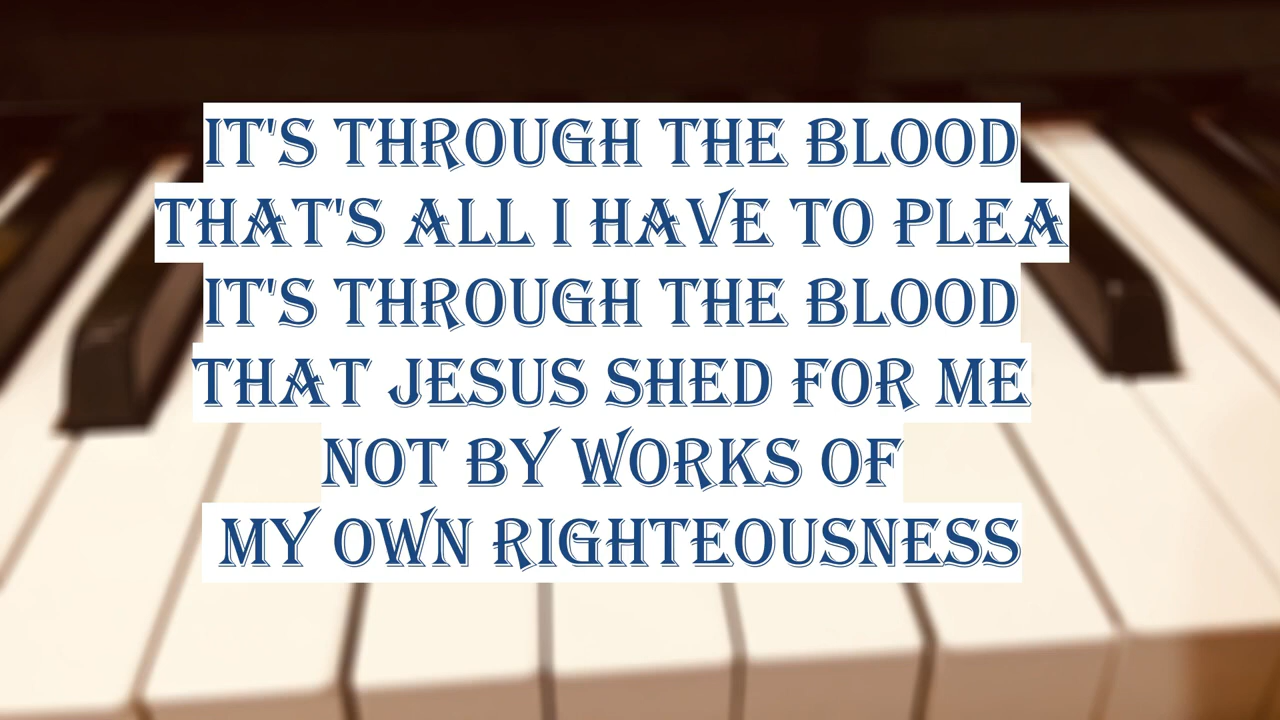 IT'S THROUGH THE BLOOD
THAT'S ALL I HAVE TO PLEA
IT'S THROUGH THE BLOOD
THAT JESUS SHED FOR ME
NOT BY WORKS OF
MY OWN RIGHTEOUSNESS